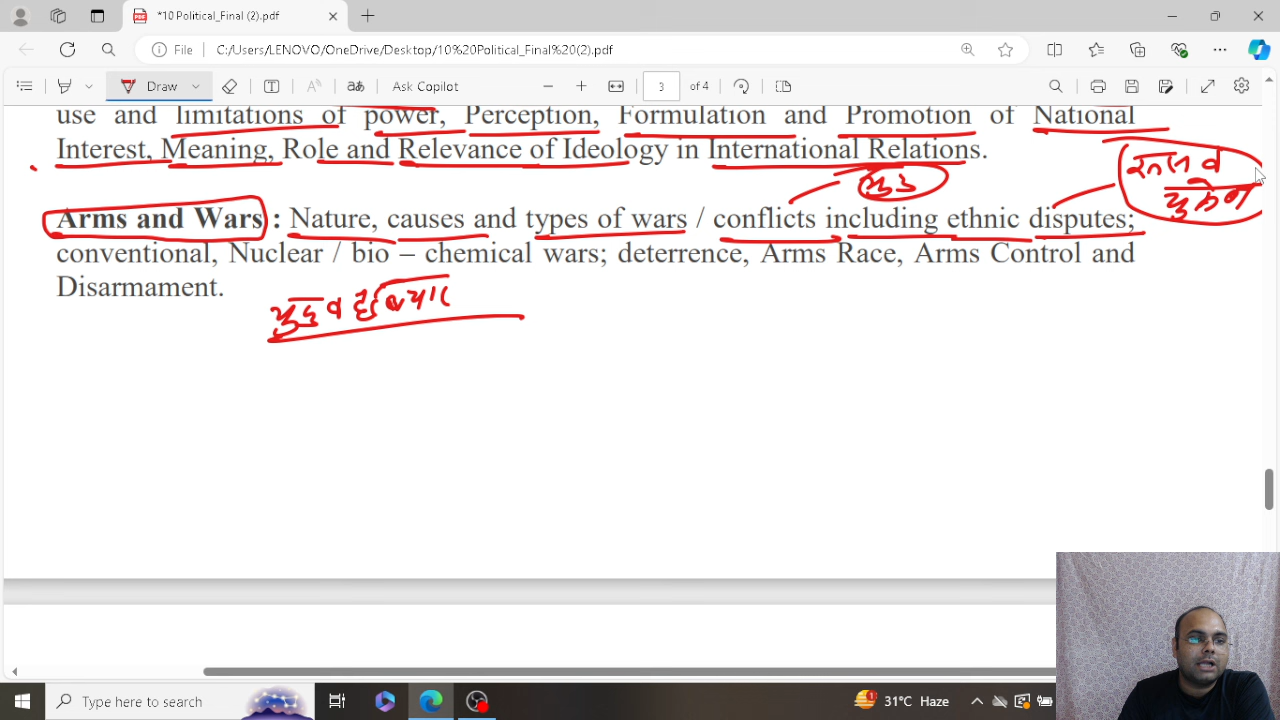 *10 Political_Final (2).pdf
File C:/Users/LENOVO/OneDrive/Desktop/10%20Political_Final%20(2).pdf
Draw Ask Copilot 3 of 4
use and limitations of power, Perception, Formulation and Promotion of National
Interest, Meaning, Role and Relevance of Ideology in International Relations.
रूस व
युक्रेन
Arms and Wars : Nature, causes and types of wars / conflicts including ethnic disputes;
conventional, Nuclear / bio – chemical wars; deterrence, Arms Race, Arms Control and
Disarmament.
युद्ध व हथियार
Type here to search
31°C Haze